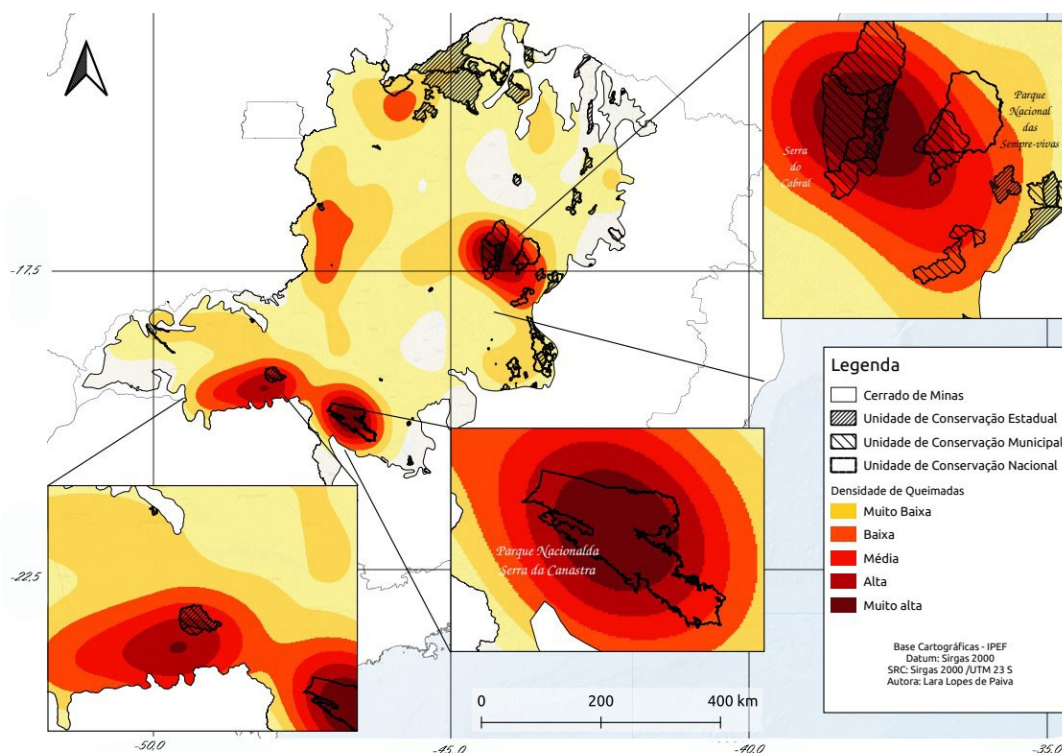 Parque
Nacional
das
Sempre-vivas
Serra
do
Cabral
-17,5
Legenda
Cerrado de Minas
Unidade de Conservação Estadual
Unidade de Conservação Municipal
Unidade de Conservação Nacional
Densidade de Queimadas
Muito Baixa
Baixa
Média
Alta
Muito alta
Parque Nacionalda
Serra da Canastra
-22,5
Base Cartográficas - IPEF
Datum: Sirgas 2000
SRC: Sirgas 2000 /UTM 23 S
Autora: Lara Lopes de Paiva
0 200 400 km
-50,0 -45,0 -40,0 -35,0